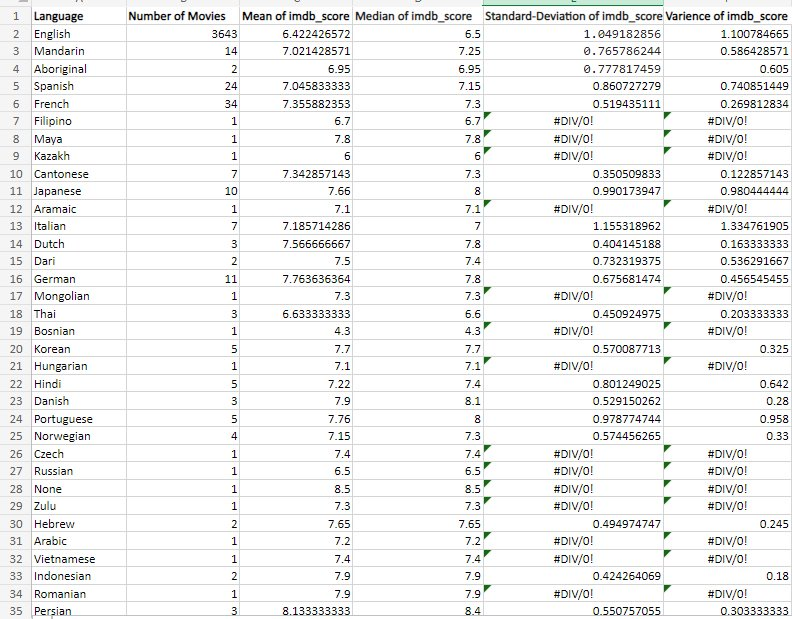 1 Language Number of Movies Mean of imdb_score Median of imdb_score Standard-Deviation of imdb_score Varience of imdb_score
2 English 3643 6.422426572 6.5 1.049182856 1.100784665
3 Mandarin 14 7.021428571 7.25 0.765786244 0.586428571
4 Aboriginal 2 6.95 6.95 0.777817459 0.605
5 Spanish 24 7.045833333 7.15 0.860727279 0.740851449
6 French 34 7.355882353 7.3 0.519435111 0.269812834
7 Filipino 1 6.7 6.7 #DIV/0! #DIV/0!
8 Maya 1 7.8 7.8 #DIV/0! #DIV/0!
9 Kazakh 1 6 6 #DIV/0! #DIV/0!
10 Cantonese 7 7.342857143 7.3 0.350509833 0.122857143
11 Japanese 10 7.66 8 0.990173947 0.980444444
12 Aramaic 1 7.1 7.1 #DIV/0! #DIV/0!
13 Italian 7 7.185714286 7 1.155318962 1.334761905
14 Dutch 3 7.566666667 7.8 0.404145188 0.163333333
15 Dari 2 7.5 7.4 0.732319375 0.536291667
16 German 11 7.763636364 7.8 0.675681474 0.456545455
17 Mongolian 1 7.3 7.3 #DIV/0! #DIV/0!
18 Thai 3 6.633333333 6.6 0.450924975 0.203333333
19 Bosnian 1 4.3 4.3 #DIV/0! #DIV/0!
20 Korean 5 7.7 7.7 0.570087713 0.325
21 Hungarian 1 7.1 7.1 #DIV/0! #DIV/0!
22 Hindi 5 7.22 7.4 0.801249025 0.642
23 Danish 3 7.9 8.1 0.529150262 0.28
24 Portuguese 5 7.76 8 0.978774744 0.958
25 Norwegian 4 7.15 7.3 0.574456265 0.33
26 Czech 1 7.4 7.4 #DIV/0! #DIV/0!
27 Russian 1 6.5 6.5 #DIV/0! #DIV/0!
28 None 1 8.5 8.5 #DIV/0! #DIV/0!
29 Zulu 1 7.3 7.3 #DIV/0! #DIV/0!
30 Hebrew 2 7.65 7.65 0.494974747 0.245
31 Arabic 1 7.2 7.2 #DIV/0! #DIV/0!
32 Vietnamese 1 7.4 7.4 #DIV/0! #DIV/0!
33 Indonesian 2 7.9 7.9 0.424264069 0.18
34 Romanian 1 7.9 7.9 #DIV/0! #DIV/0!
35 Persian 3 8.133333333 8.4 0.550757055 0.303333333